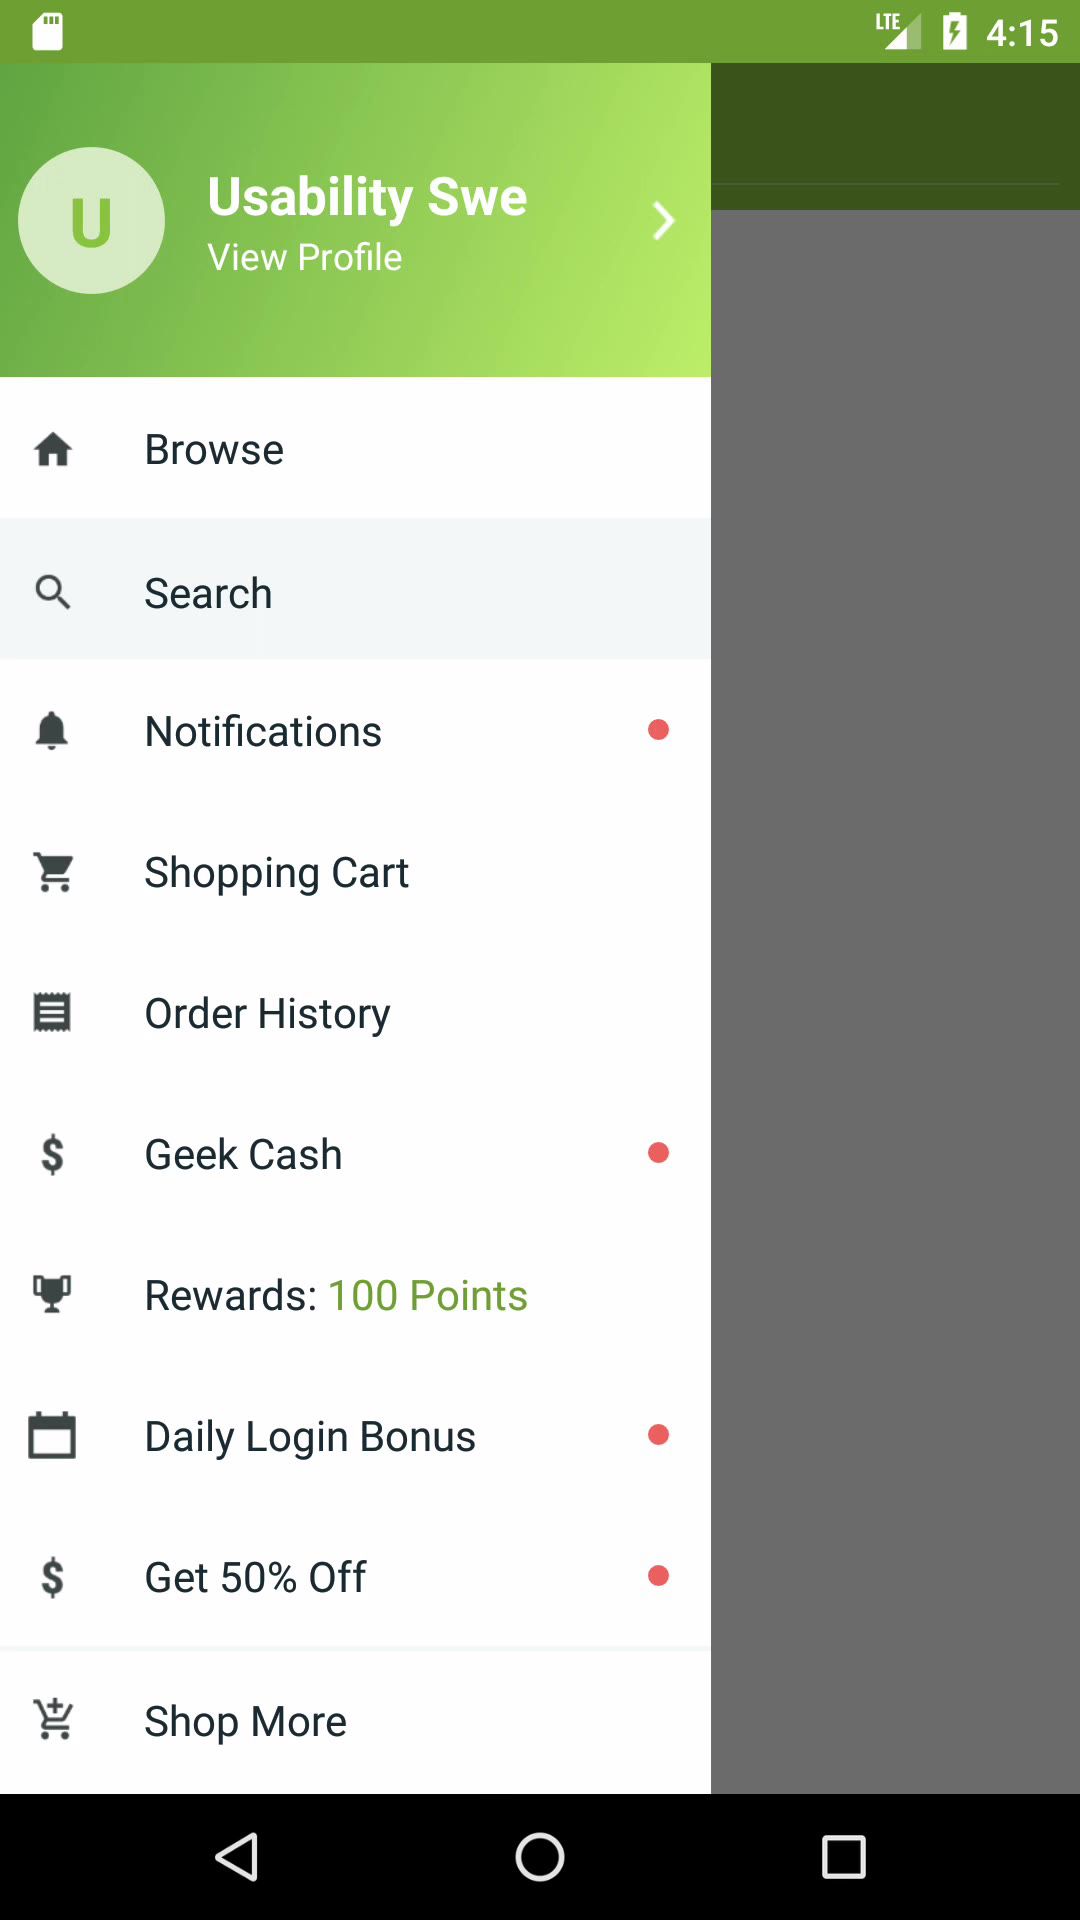 LTE 4:15
U
Usability Swe
View Profile
Browse
Search
Notifications
Shopping Cart
Order History
$ Geek Cash
Rewards: 100 Points
Daily Login Bonus
$ Get 50% Off
Shop More